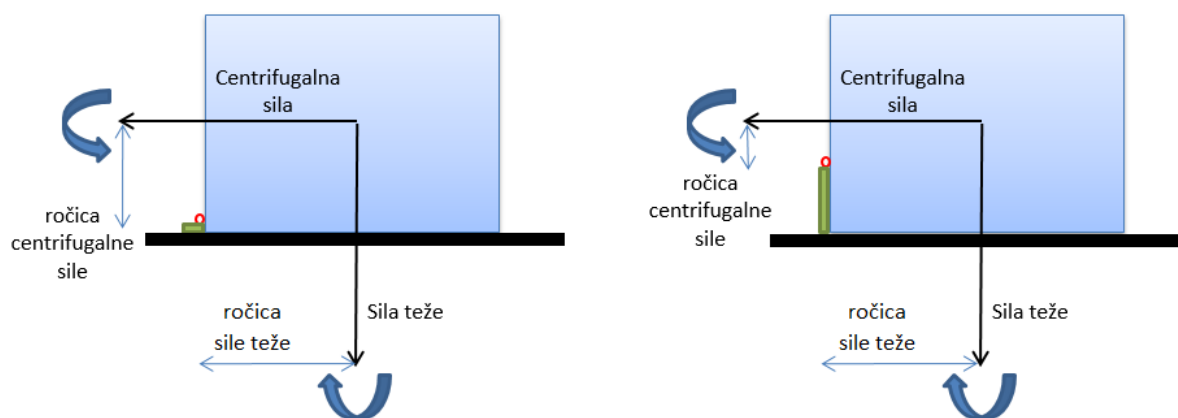 Centrifugalna
sila
ročica
centrifugalne
sile
ročica
sile teže
Sila teže
Centrifugalna
sila
ročica
centrifugalne
sile
ročica
sile teže
Sila teže